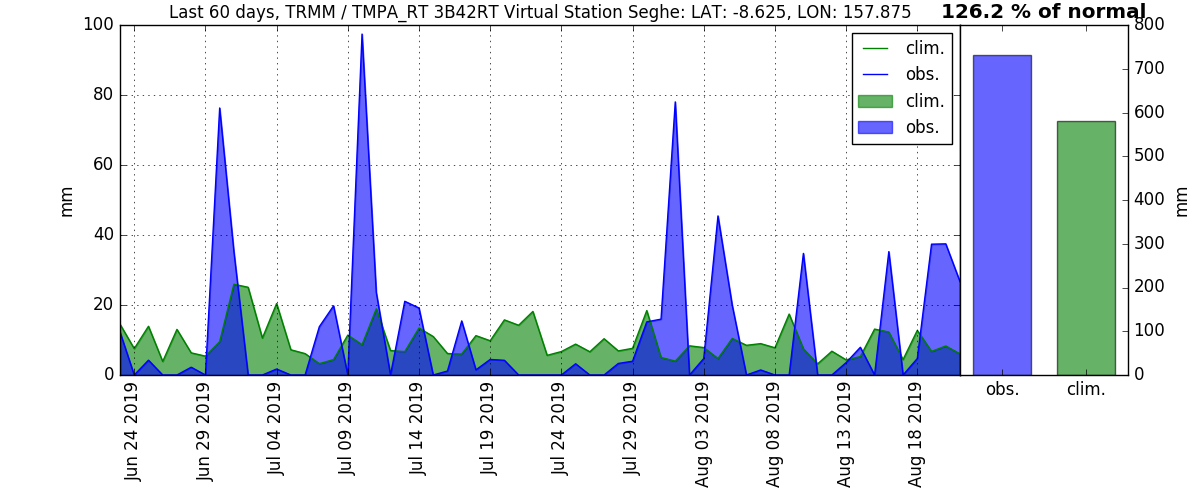 Last 60 days, TRMM / TMPA_RT 3B42RT Virtual Station Seghe: LAT: -8.625, LON: 157.875
126.2 % of normal
100
80
60
40
20
0
mm
clim.
obs.
clim.
obs.
800
700
600
500
400
300
200
100
0
mm
Jun 24 2019
Jun 29 2019
Jul 04 2019
Jul 09 2019
Jul 14 2019
Jul 19 2019
Jul 24 2019
Jul 29 2019
Aug 03 2019
Aug 08 2019
Aug 13 2019
Aug 18 2019
obs.
clim.